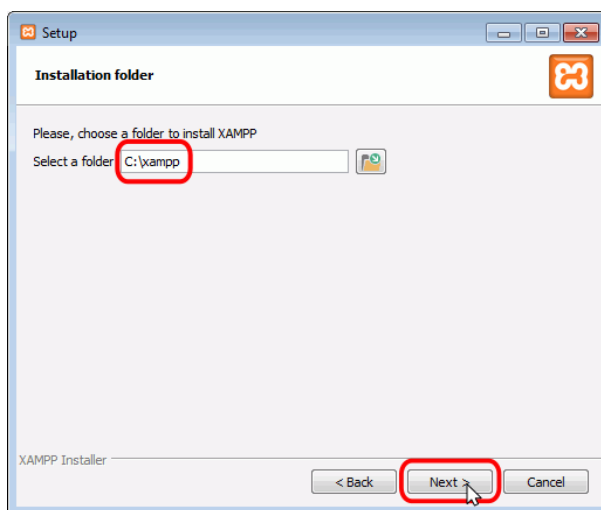 Setup
Installation folder
Please, choose a folder to install XAMPP
Select a folder C:\xampp
XAMPP Installer
< Back Next > Cancel